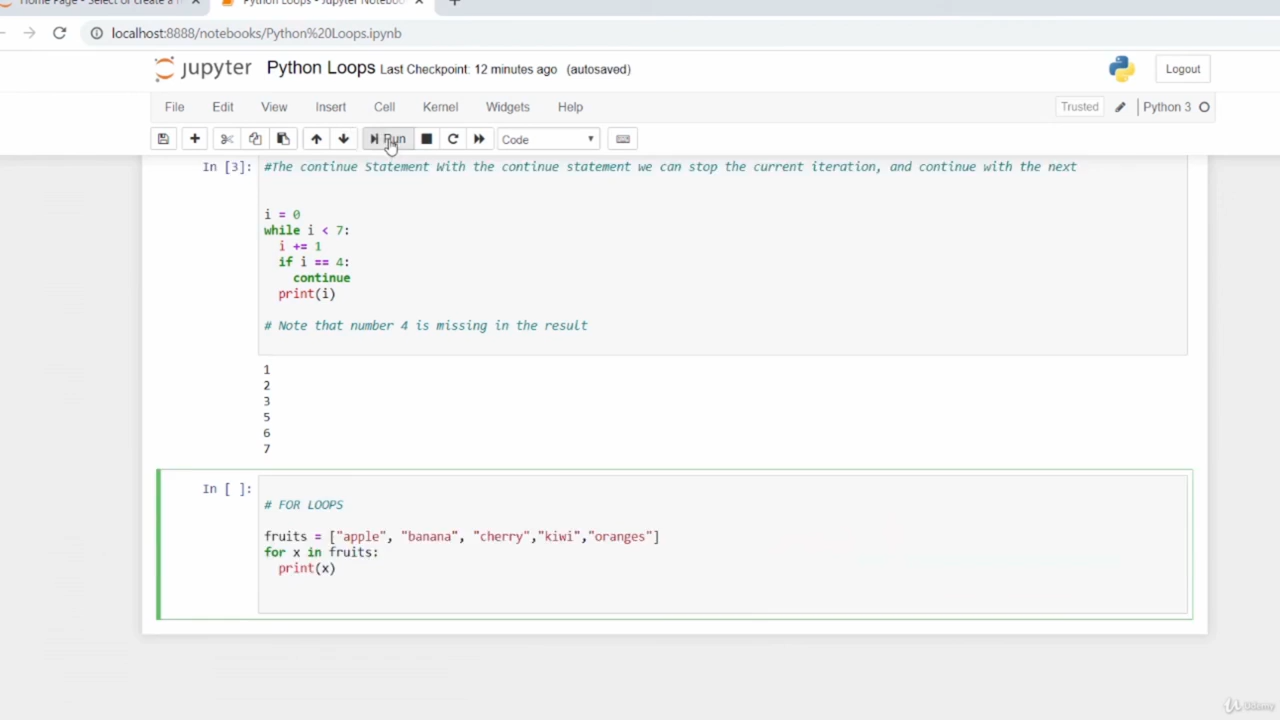 Home Page - Select or create a n
Python Loops - Jupyter Noteboo
localhost:8888/notebooks/Python%20Loops.ipynb
jupyter Python Loops Last Checkpoint: 12 minutes ago (autosaved)
Logout
File Edit View Insert Cell Kernel Widgets Help
Trusted Python 3
Run Code
In [3]: #The continue Statement With the continue statement we can stop the current iteration, and continue with the next
i = 0
while i < 7:
  i += 1
  if i == 4:
    continue
  print(i)
# Note that number 4 is missing in the result
1
2
3
5
6
7
In [ ]:
# FOR LOOPS
fruits = ["apple", "banana", "cherry","kiwi","oranges"]
for x in fruits:
  print(x)
Udemy